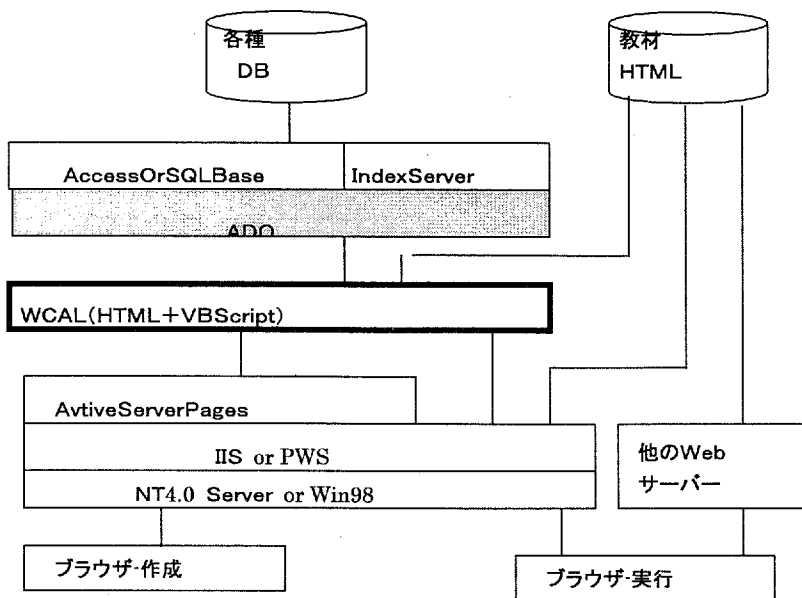 各種
DB
教材
HTML
AccessOrSQLBase
IndexServer
ADO
WCAL(HTML+VBScript)
AvtiveServerPages
IIS or PWS
NT4.0 Server or Win98
他のWeb
サーバー
ブラウザ-作成
ブラウザ-実行